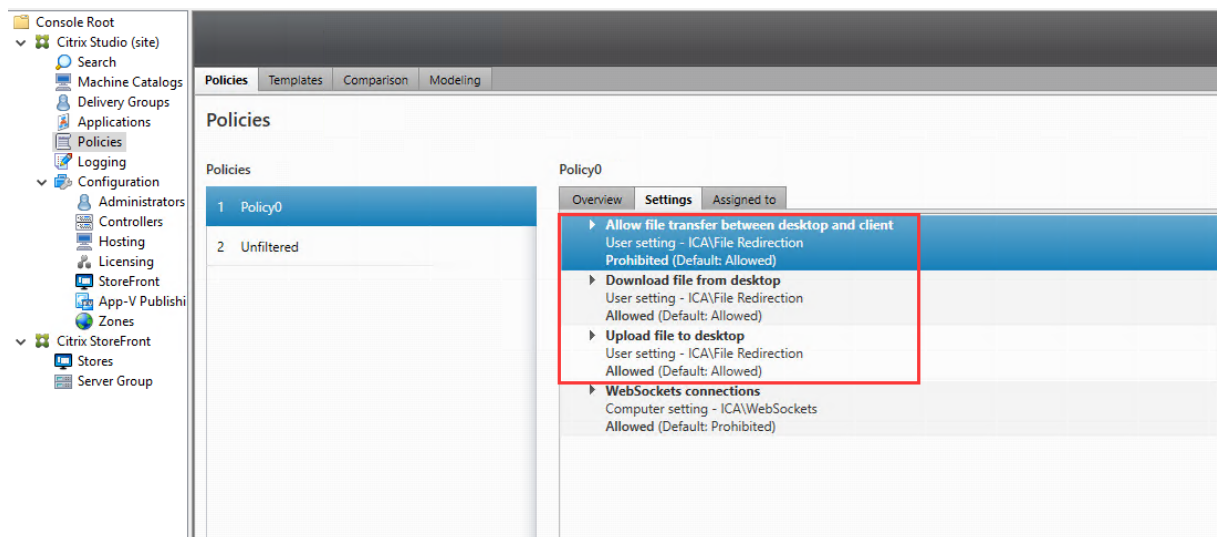 Console Root
Citrix Studio (site)
Search
Machine Catalogs
Delivery Groups
Applications
Policies
Logging
Configuration
Administrators
Controllers
Hosting
Licensing
StoreFront
App-V Publishi
Zones
Citrix StoreFront
Stores
Server Group
Policies Templates Comparison Modeling
Policies
Policies
1 Policy0
2 Unfiltered
Policy0
Overview Settings Assigned to
Allow file transfer between desktop and client
User setting - ICA\File Redirection
Prohibited (Default: Allowed)
Download file from desktop
User setting - ICA\File Redirection
Allowed (Default: Allowed)
Upload file to desktop
User setting - ICA\File Redirection
Allowed (Default: Allowed)
WebSockets connections
Computer setting - ICA\WebSockets
Allowed (Default: Prohibited)